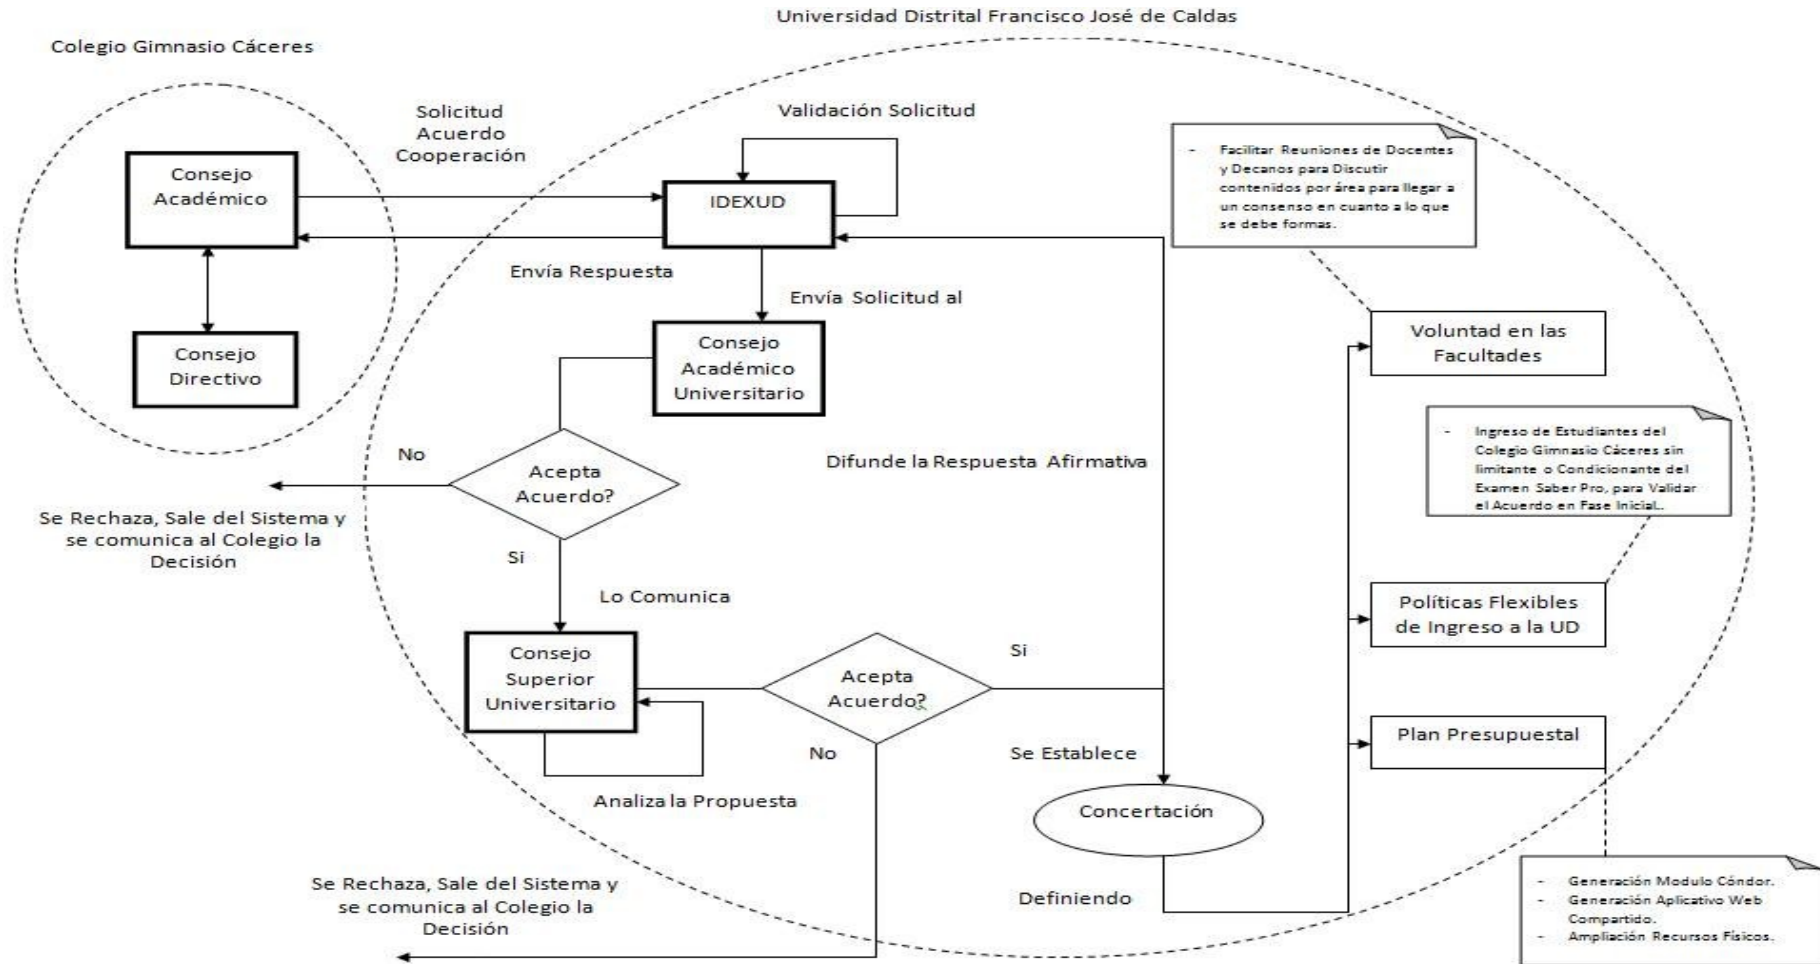 Universidad Distrital Francisco José de Caldas
Colegio Gimnasio Cáceres
Solicitud
Acuerdo
Cooperación
Validación Solicitud
Consejo
Académico
IDEXUD
- Facilitar Reuniones de Docentes
y Decanos para Discutir
contenidos por área para llegar a
un consenso en cuanto a lo que
se debe formas.
Envía Respuesta
Envía Solicitud al
Consejo
Directivo
Consejo
Académico
Universitario
Voluntad en las
Facultades
No
Acepta
Acuerdo?
Difunde la Respuesta Afirmativa
- Ingreso de Estudiantes del
Colegio Gimnasio Cáceres sin
limitante o Condicionante del
Examen Saber Pro, para Validar
el Acuerdo en Fase Inicial..
Se Rechaza, Sale del Sistema y
se comunica al Colegio la
Decisión
Si
Lo Comunica
Políticas Flexibles
de Ingreso a la UD
Consejo
Superior
Universitario
Acepta
Acuerdo?
Si
No
Se Establece
Plan Presupuestal
Analiza la Propuesta
Concertación
Se Rechaza, Sale del Sistema y
se comunica al Colegio la
Decisión
Definiendo
- Generación Modulo Cóndor.
- Generación Aplicativo Web
Compartido.
- Ampliación Recursos Físicos.